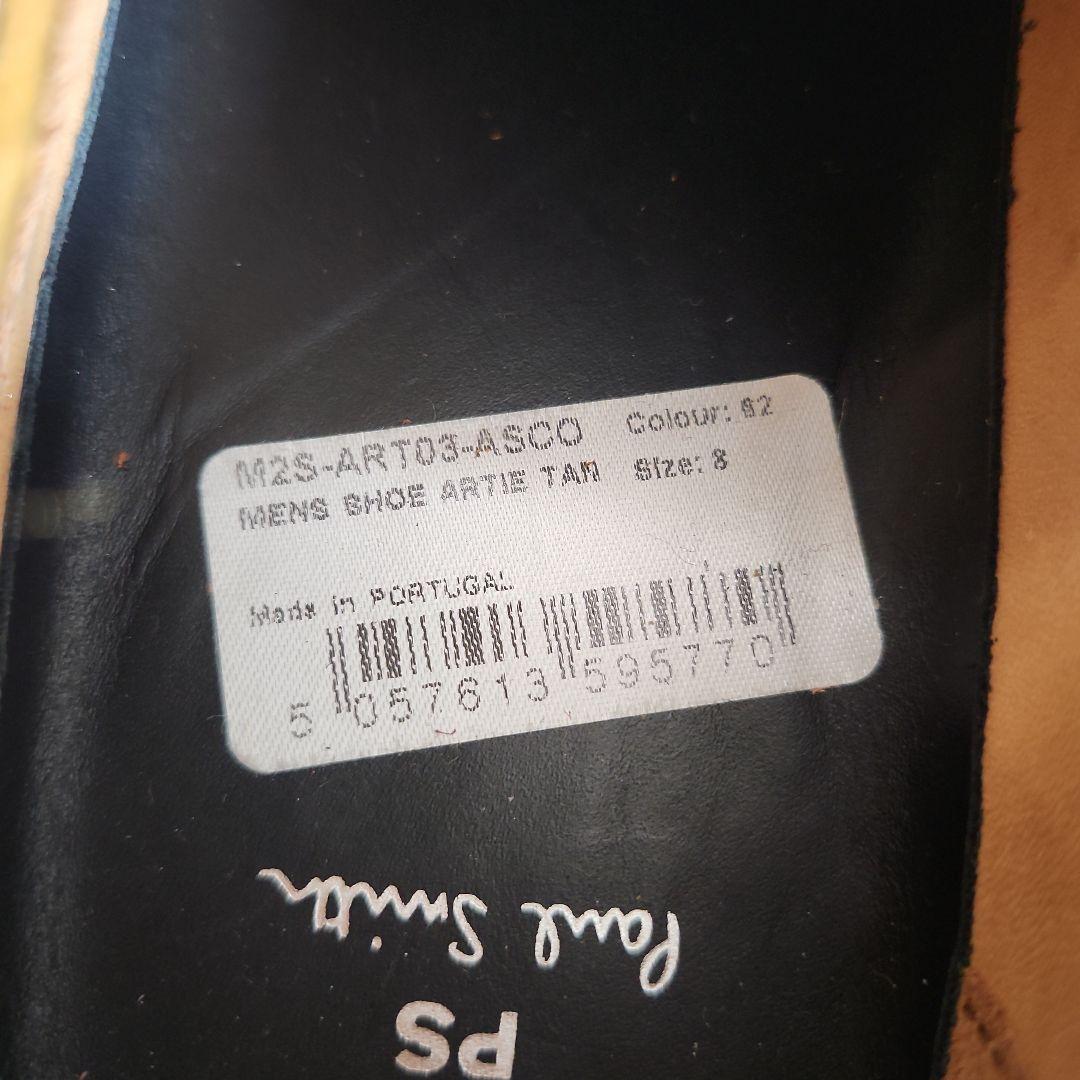 M2S-ART03-ASCO Colour: 62
MENS SHOE ARTIE TAN Size: 8
Made in PORTUGAL
5 057613 595770
Paul Smith
PS